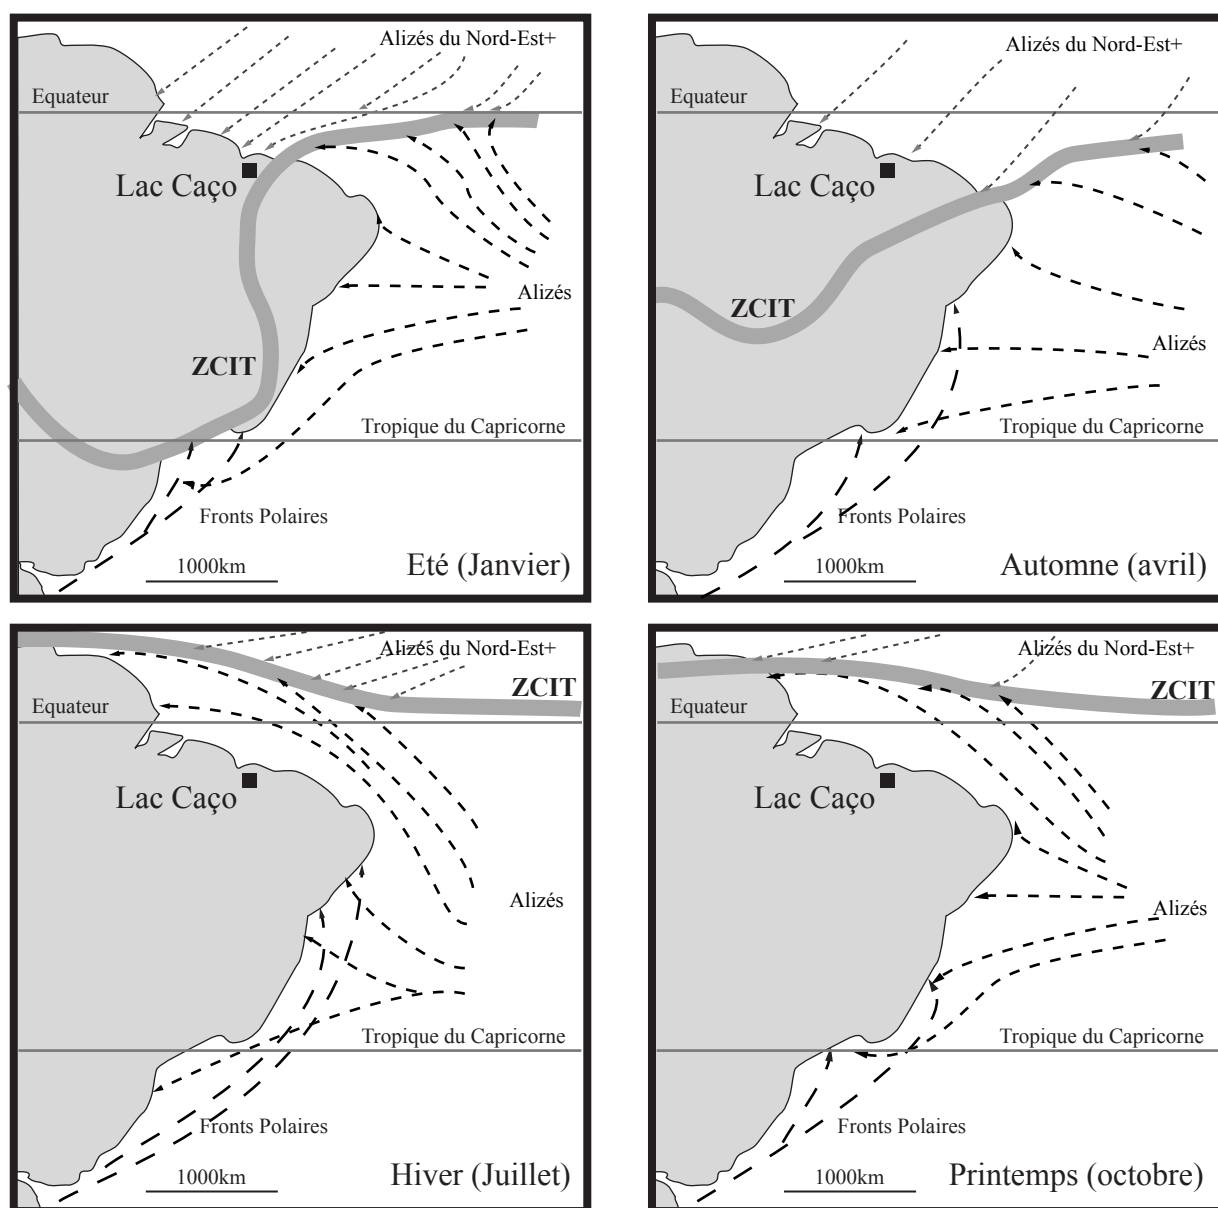 Alizés du Nord-Est+
Equateur
Lac Caço
Alizés
ZCIT
Tropique du Capricorne
Fronts Polaires
1000km
Eté (Janvier)
Alizés du Nord-Est+
Equateur
Lac Caço
ZCIT
Alizés
Tropique du Capricorne
Fronts Polaires
1000km
Automne (avril)
Alizés du Nord-Est+
ZCIT
Equateur
Lac Caço
Alizés
Tropique du Capricorne
Fronts Polaires
1000km
Hiver (Juillet)
Alizés du Nord-Est+
ZCIT
Equateur
Lac Caço
Alizés
Tropique du Capricorne
Fronts Polaires
1000km
Printemps (octobre)